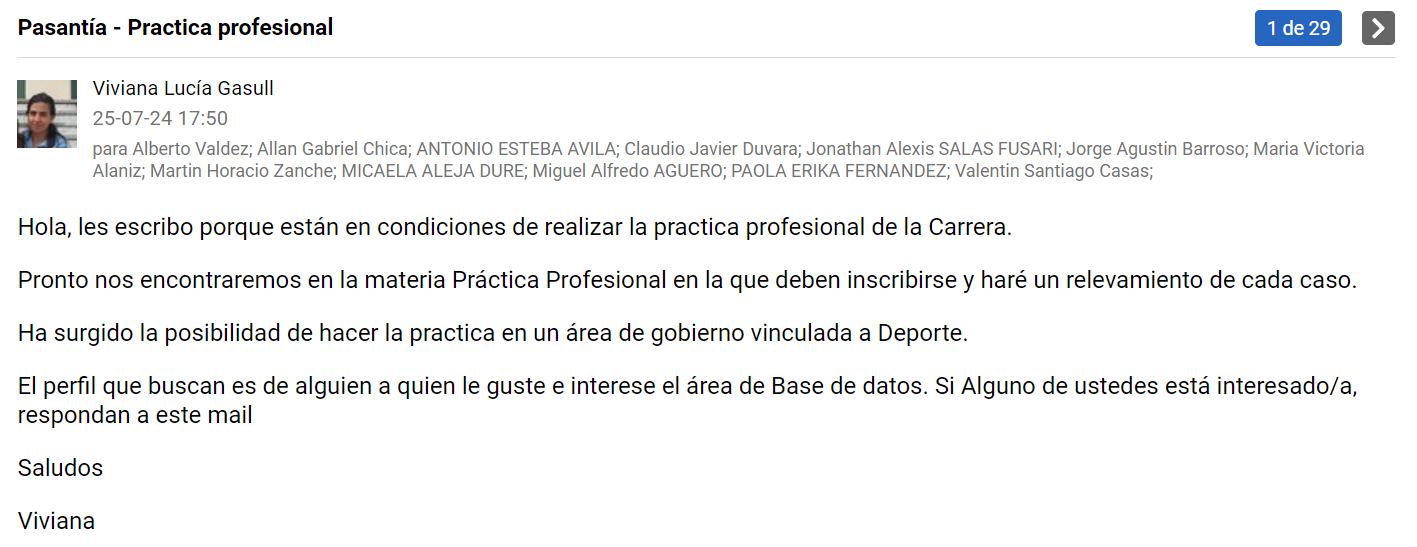 Pasantía - Practica profesional
1 de 29
Viviana Lucía Gasull
25-07-24 17:50
para Alberto Valdez; Allan Gabriel Chica; ANTONIO ESTEBA AVILA; Claudio Javier Duvara; Jonathan Alexis SALAS FUSARI; Jorge Agustin Barroso; Maria Victoria
Alaniz; Martin Horacio Zanche; MICAELA ALEJA DURE; Miguel Alfredo AGUERO; PAOLA ERIKA FERNANDEZ; Valentin Santiago Casas;
Hola, les escribo porque están en condiciones de realizar la practica profesional de la Carrera.
Pronto nos encontraremos en la materia Práctica Profesional en la que deben inscribirse y haré un relevamiento de cada caso.
Ha surgido la posibilidad de hacer la practica en un área de gobierno vinculada a Deporte.
El perfil que buscan es de alguien a quien le guste e interese el área de Base de datos. Si Alguno de ustedes está interesado/a,
respondan a este mail
Saludos
Viviana